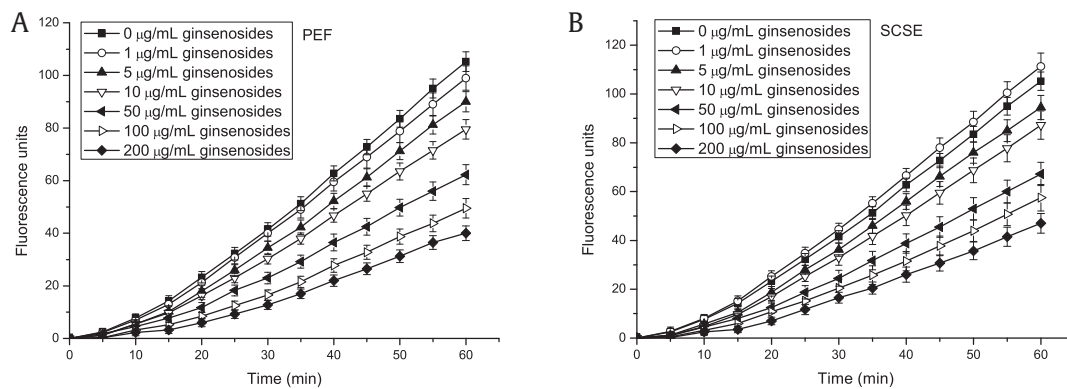 A
PEF
0 μg/mL ginsenosides
1 μg/mL ginsenosides
5 μg/mL ginsenosides
10 μg/mL ginsenosides
50 μg/mL ginsenosides
100 μg/mL ginsenosides
200 μg/mL ginsenosides
Fluorescence units
120
100
80
60
40
20
0
0 10 20 30 40 50 60
Time (min)
B
SCSE
0 μg/mL ginsenosides
1 μg/mL ginsenosides
5 μg/mL ginsenosides
10 μg/mL ginsenosides
50 μg/mL ginsenosides
100 μg/mL ginsenosides
200 μg/mL ginsenosides
Fluorescence units
120
100
80
60
40
20
0
0 10 20 30 40 50 60
Time (min)